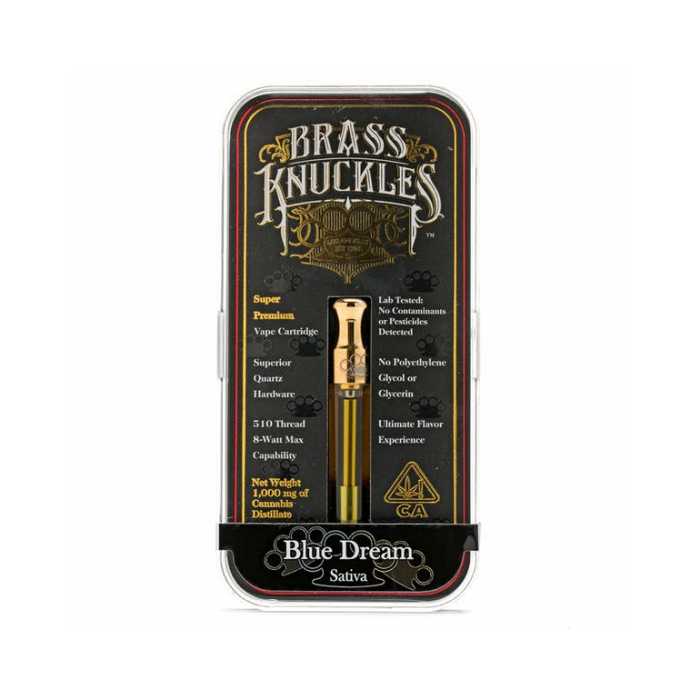 BRASS
KNUCKLES
TM
Super
Premium
Vape Cartridge
Superior
Quartz
Hardware
510 Thread
8-Watt Max
Capability
Net Weight
1,000 mg of
Cannabis
Distillate
Lab Tested:
No Contaminants
or Pesticides
Detected
No Polyethylene
Glycol or
Glycerin
Ultimate Flavor
Experience
CA
Blue Dream
Sativa